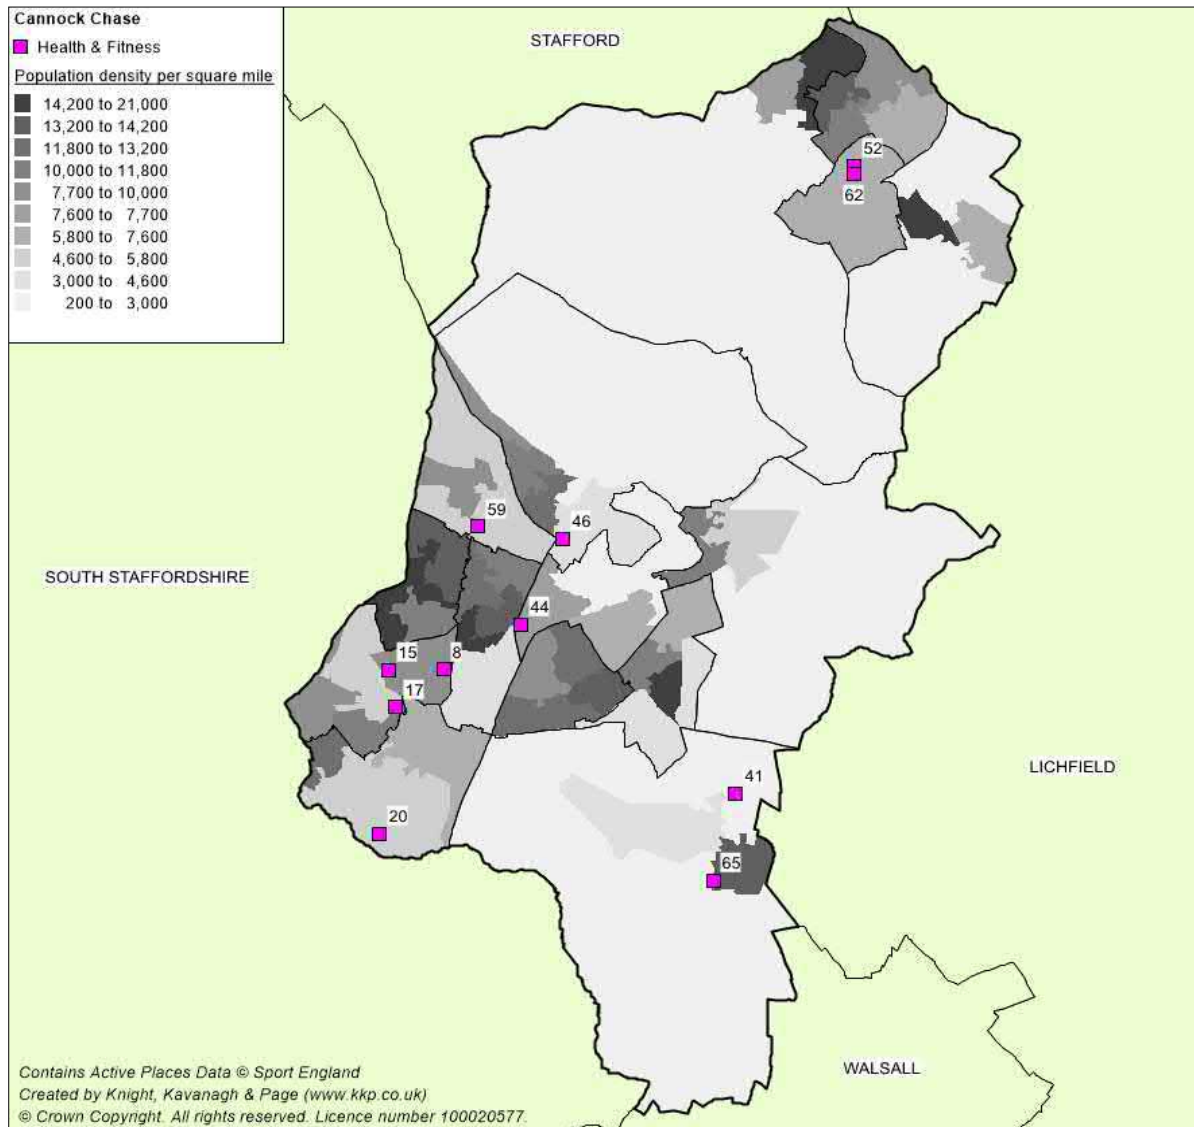 Cannock Chase
Health & Fitness
Population density per square mile
14,200 to 21,000
13,200 to 14,200
11,800 to 13,200
10,000 to 11,800
7,700 to 10,000
7,600 to 7,700
5,800 to 7,600
4,600 to 5,800
3,000 to 4,600
200 to 3,000
STAFFORD
52
62
59
46
SOUTH STAFFORDSHIRE
44
15
8
17
LICHFIELD
41
20
65
WALSALL
Contains Active Places Data © Sport England
Created by Knight, Kavanagh & Page (www.kkp.co.uk)
© Crown Copyright. All rights reserved. Licence number 100020577.